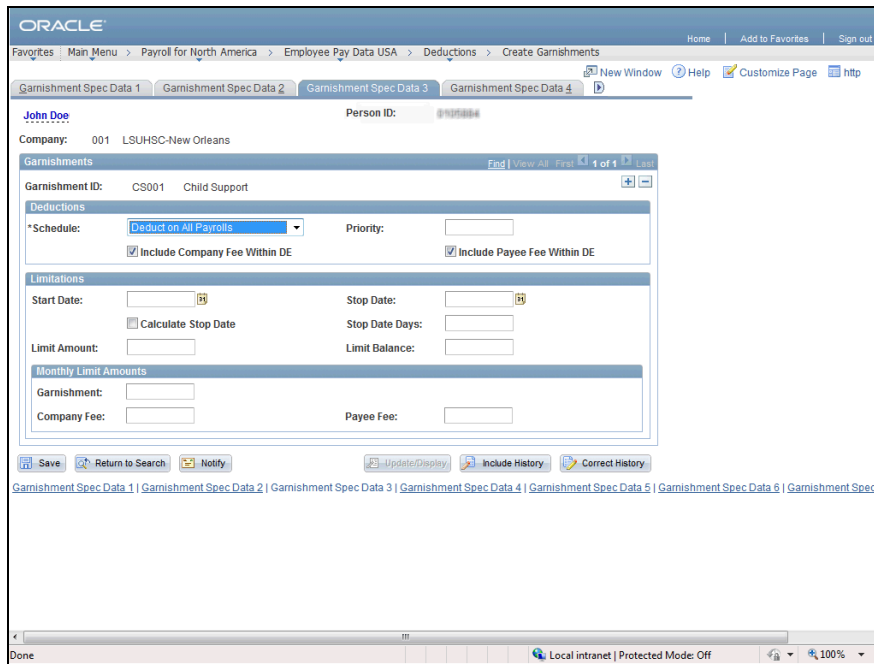 ORACLE
Home | Add to Favorites | Sign out
Favorites Main Menu > Payroll for North America > Employee Pay Data USA > Deductions > Create Garnishments
New Window Help Customize Page http
Garnishment Spec Data 1 Garnishment Spec Data 2 Garnishment Spec Data 3 Garnishment Spec Data 4
John Doe Person ID:
Company: 001 LSUHSC-New Orleans
Garnishments Find | View All First 1 of 1 Last
Garnishment ID: CS001 Child Support
Deductions
*Schedule: Deduct on All Payrolls Priority:
Include Company Fee Within DE Include Payee Fee Within DE
Limitations
Start Date: 31 Stop Date: 31
Calculate Stop Date Stop Date Days:
Limit Amount: Limit Balance:
Monthly Limit Amounts
Garnishment:
Company Fee: Payee Fee:
Save Return to Search Notify Update/Display Include History Correct History
Garnishment Spec Data 1 | Garnishment Spec Data 2 | Garnishment Spec Data 3 | Garnishment Spec Data 4 | Garnishment Spec Data 5 | Garnishment Spec Data 6 | Garnishment Spec
Done Local intranet | Protected Mode: Off 100%